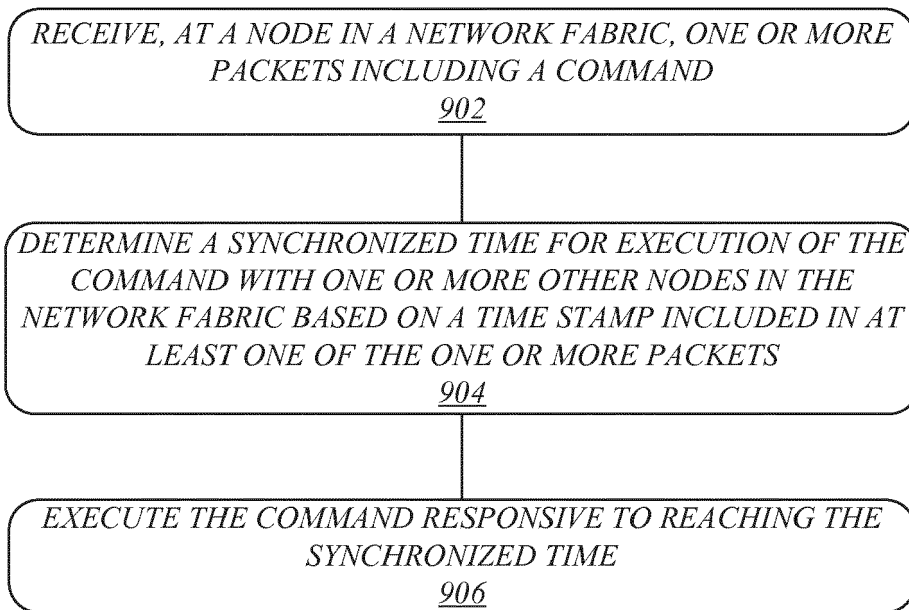 RECEIVE, AT A NODE IN A NETWORK FABRIC, ONE OR MORE
PACKETS INCLUDING A COMMAND
902
DETERMINE A SYNCHRONIZED TIME FOR EXECUTION OF THE
COMMAND WITH ONE OR MORE OTHER NODES IN THE
NETWORK FABRIC BASED ON A TIME STAMP INCLUDED IN AT
LEAST ONE OF THE ONE OR MORE PACKETS
904
EXECUTE THE COMMAND RESPONSIVE TO REACHING THE
SYNCHRONIZED TIME
906